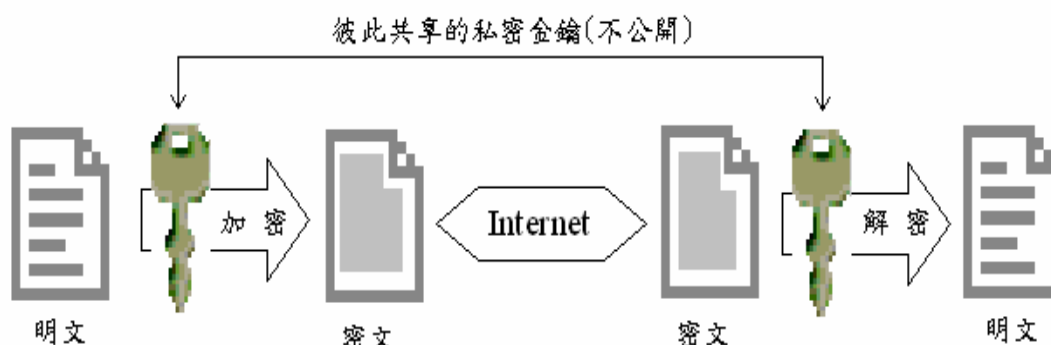 彼此共享的私密金鑰(不公開)
加密
Internet
解密
明文
密文
密文
明文